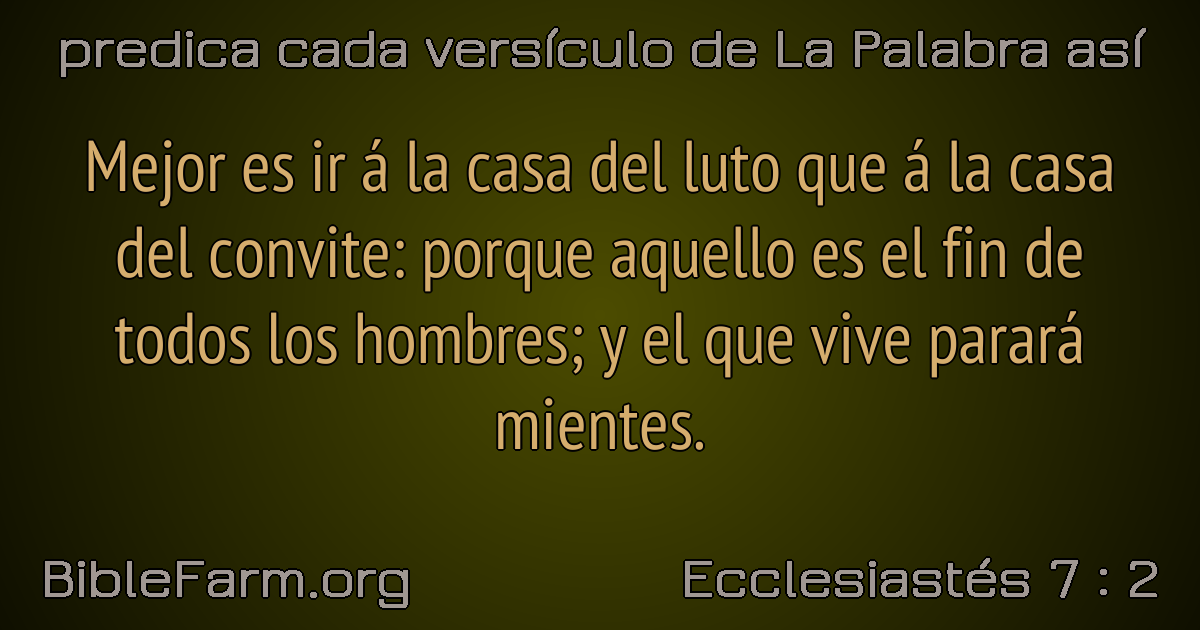 predica cada versículo de La Palabra así
Mejor es ir á la casa del luto que á la casa
del convite: porque aquello es el fin de
todos los hombres; y el que vive parará
mientes.
BibleFarm.org
Ecclesiastés 7 : 2